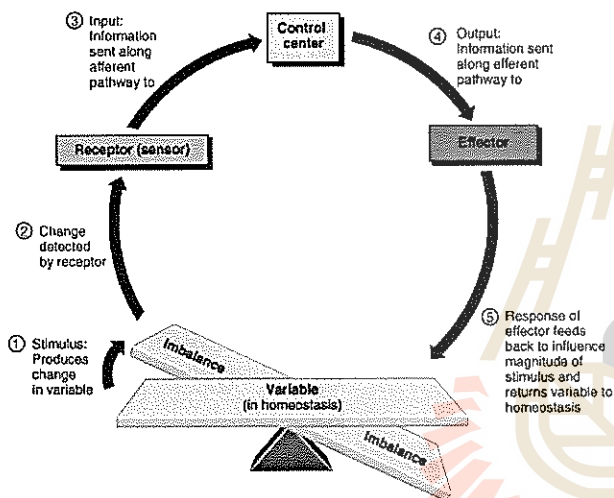 ③ Input:
Information
sent along
afferent
pathway to
Control
center
④ Output:
Information sent
along efferent
pathway to
Receptor (sensor)
Effector
② Change
detected
by receptor
① Stimulus:
Produces
change
in variable
Imbalance
Variable
(in homeostasis)
Imbalance
⑤ Response of
effector feeds
back to influence
magnitude of
stimulus and
returns variable to
homeostasis